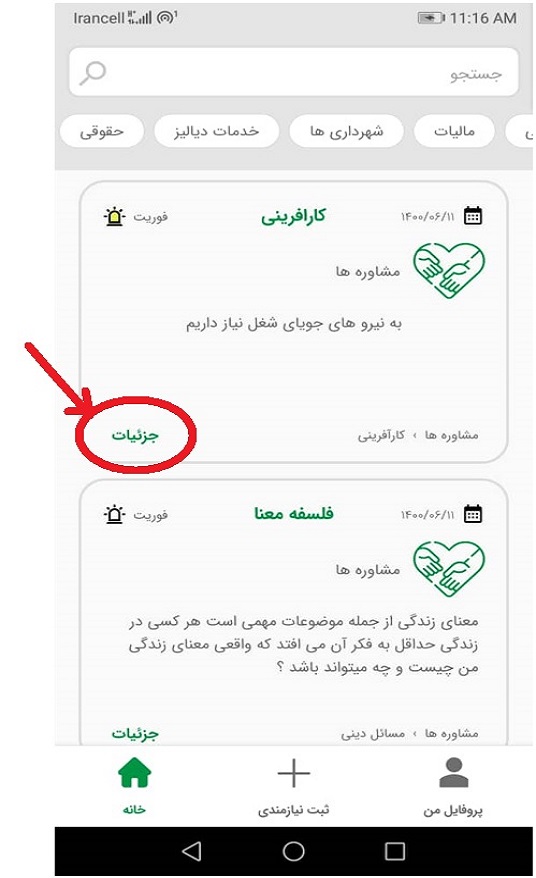 Irancell 11:16 AM
جستجو
مالیات شهرداری ها خدمات دیالیز حقوقی
۱۴۰۰/۰۶/۱۱ کارافرینی فوریت
مشاوره ها
به نیرو های جویای شغل نیاز داریم
مشاوره ها › کارآفرینی جزئیات
۱۴۰۰/۰۶/۱۱ فلسفه معنا فوریت
مشاوره ها
معنای زندگی از جمله موضوعات مهمی است هر کسی در
زندگی حداقل به فکر آن می افتد که واقعی معنای زندگی
من چیست و چه میتواند باشد ؟
مشاوره ها › مسائل دینی جزئیات
پروفایل من ثبت نیازمندی خانه